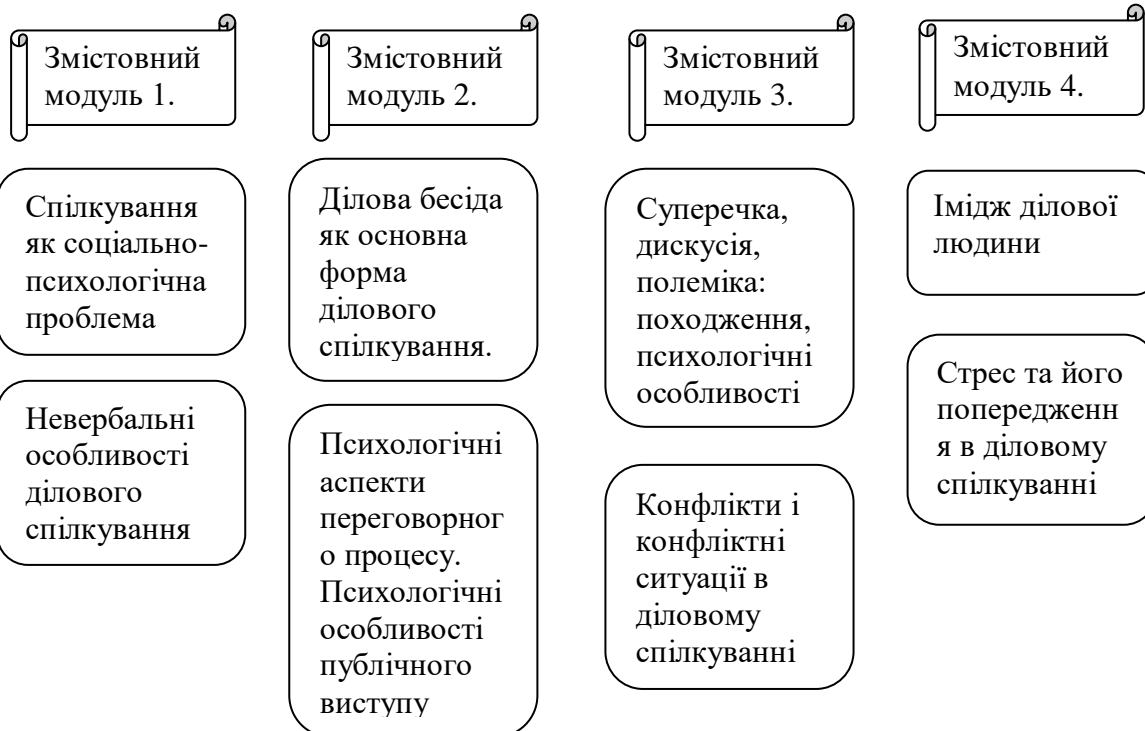 Змістовний
модуль 1.
Спілкування
як соціально-
психологічна
проблема
Невербальні
особливості
ділового
спілкування
Змістовний
модуль 2.
Ділова бесіда
як основна
форма
ділового
спілкування.
Психологічні
аспекти
переговорног
о процесу.
Психологічні
особливості
публічного
виступу
Змістовний
модуль 3.
Суперечка,
дискусія,
полеміка:
походження,
психологічні
особливості
Конфлікти і
конфліктні
ситуації в
діловому
спілкуванні
Змістовний
модуль 4.
Імідж ділової
людини
Стрес та його
попередженн
я в діловому
спілкуванні